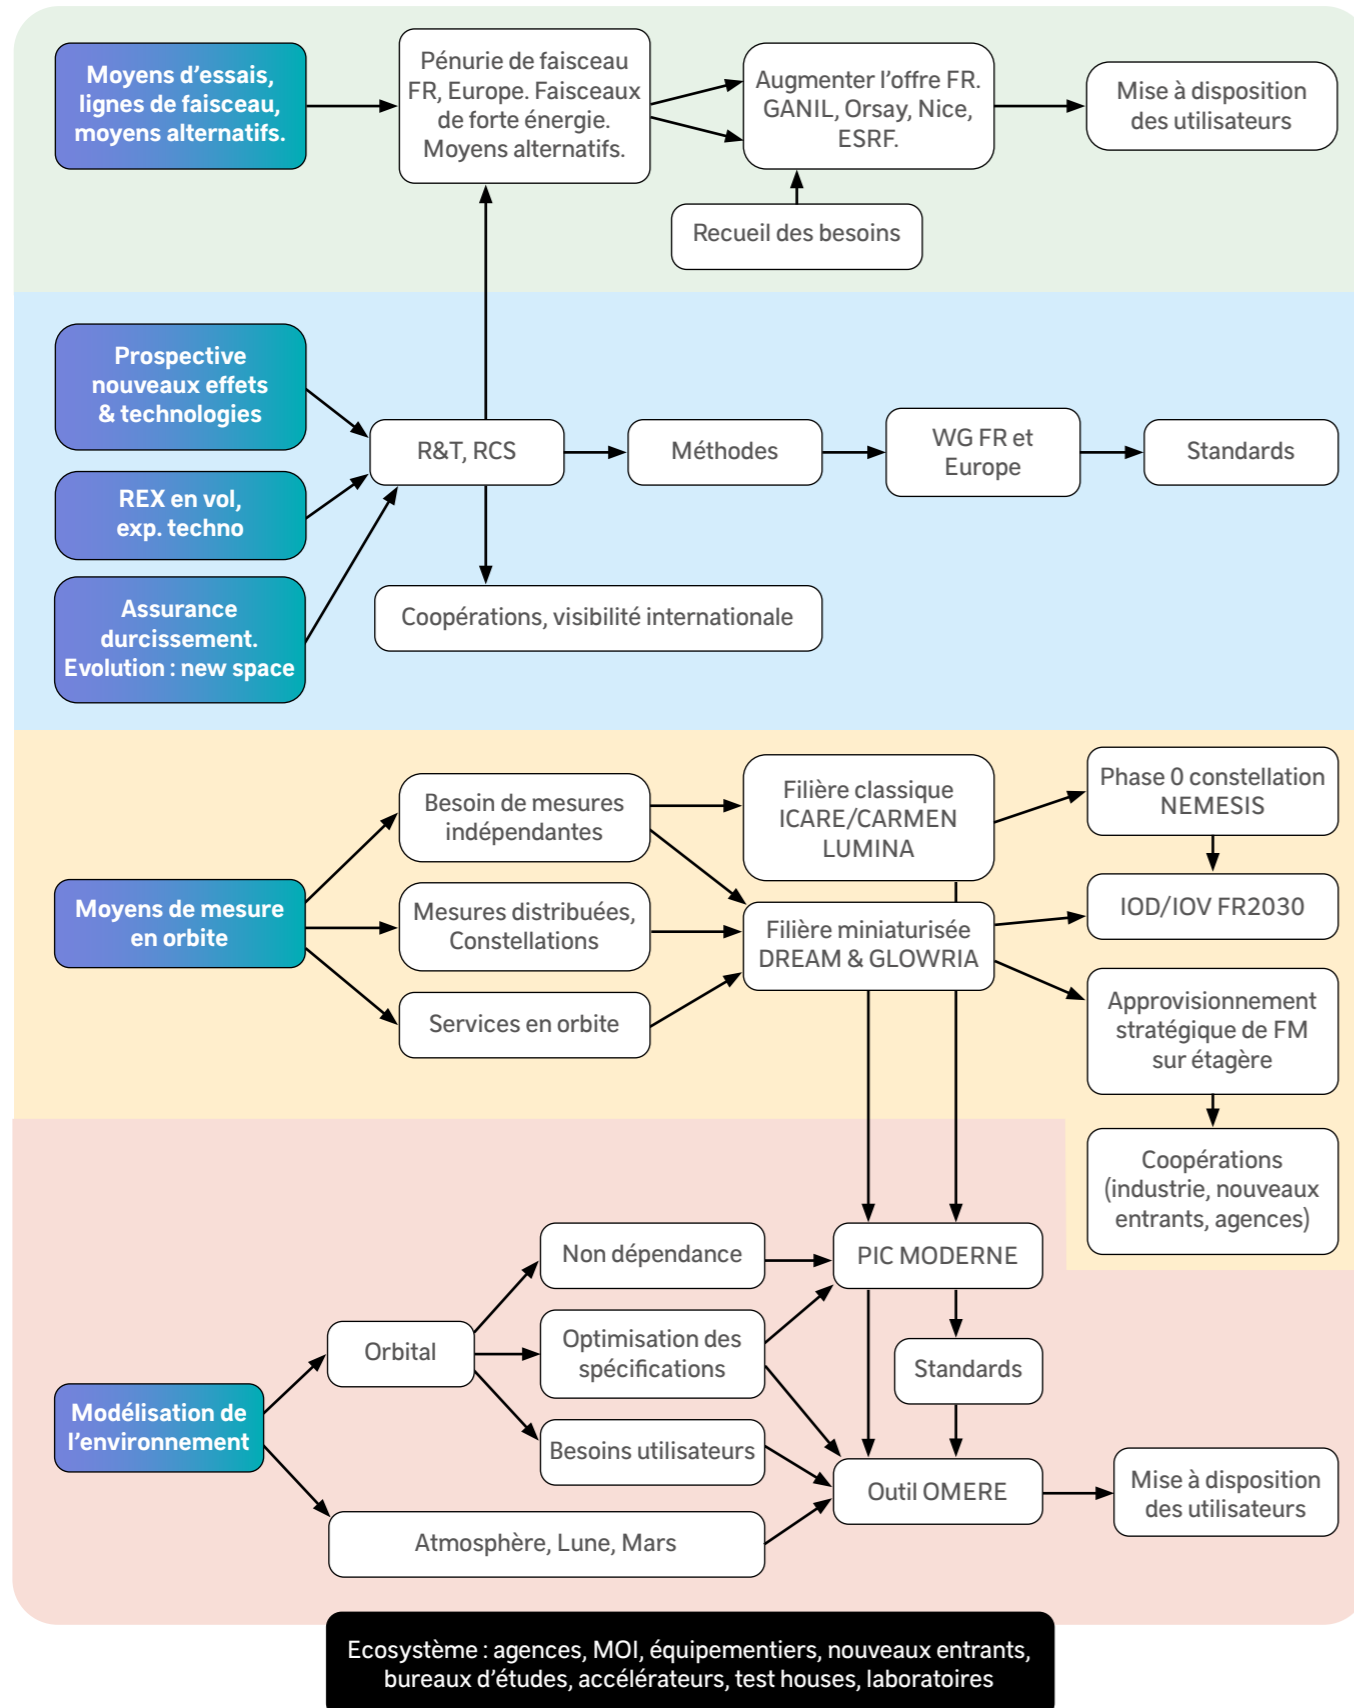 Moyens d'essais,
lignes de faisceau,
moyens alternatifs.
Pénurie de faisceau
FR, Europe. Faisceaux
de forte énergie.
Moyens alternatifs.
Augmenter l'offre FR.
GANIL, Orsay, Nice,
ESRF.
Mise à disposition
des utilisateurs
Recueil des besoins
Prospective
nouveaux effets
& technologies
REX en vol,
exp. techno
Assurance
durcissement.
Evolution : new space
R&T, RCS
Méthodes
WG FR et
Europe
Standards
Coopérations, visibilité internationale
Moyens de mesure
en orbite
Besoin de mesures
indépendantes
Mesures distribuées,
Constellations
Services en orbite
Filière classique
ICARE/CARMEN
LUMINA
Filière miniaturisée
DREAM & GLOWRIA
Phase 0 constellation
NEMESIS
IOD/IOV FR2030
Approvisionnement
stratégique de FM
sur étagère
Coopérations
(industrie, nouveaux
entrants, agences)
Modélisation de
l'environnement
Orbital
Non dépendance
Optimisation des
spécifications
Besoins utilisateurs
Atmosphère, Lune, Mars
PIC MODERNE
Standards
Outil OMERE
Mise à disposition
des utilisateurs
Ecosystème : agences, MOI, équipementiers, nouveaux entrants,
bureaux d'études, accélérateurs, test houses, laboratoires